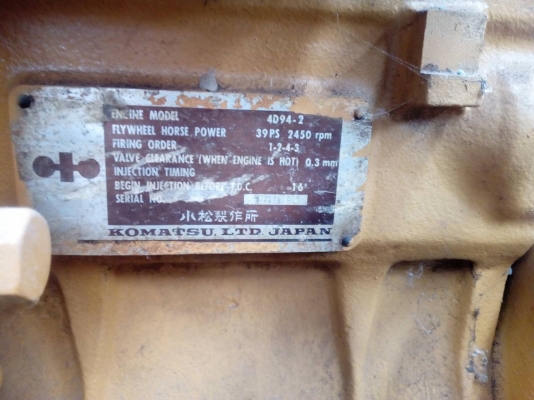 ENGINE MODEL 4D94-2
FLYWHEEL HORSE POWER 39PS 2450 rpm
FIRING ORDER 1-2-4-3
VALVE CLEARANCE (WHEN ENGINE IS HOT) 0.3 mm
INJECTION TIMING
BEGIN INJECTION BEFORE T.D.C. 16°
SERIAL NO.
小松製作所
KOMATSU, LTD. JAPAN